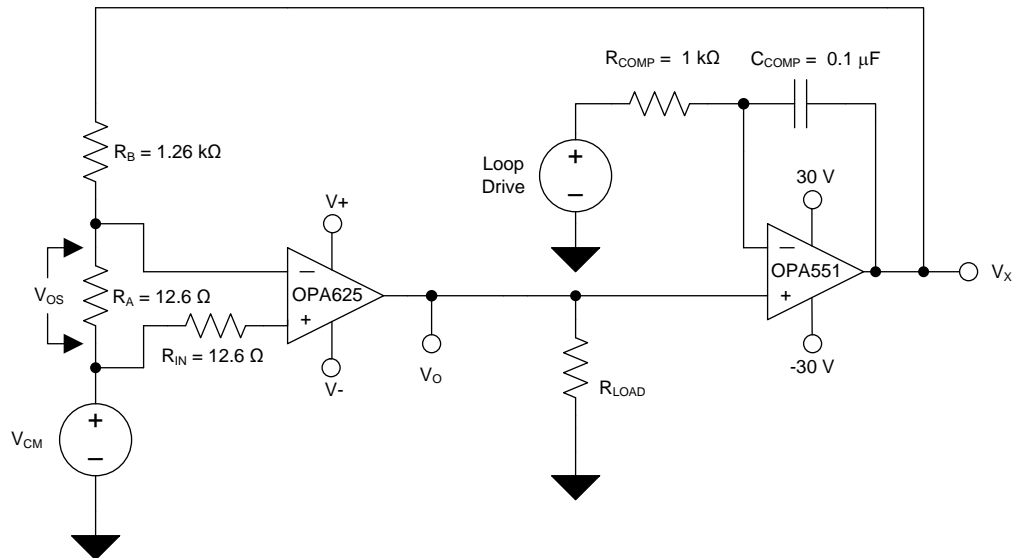 R_COMP = 1 kΩ
C_COMP = 0.1 μF
R_B = 1.26 kΩ
Loop
Drive
+
−
30 V
V+
−
OPA551
+
V_X
V_OS
R_A = 12.6 Ω
−
OPA625
+
R_IN = 12.6 Ω
V-
V_O
-30 V
R_LOAD
V_CM
+
−